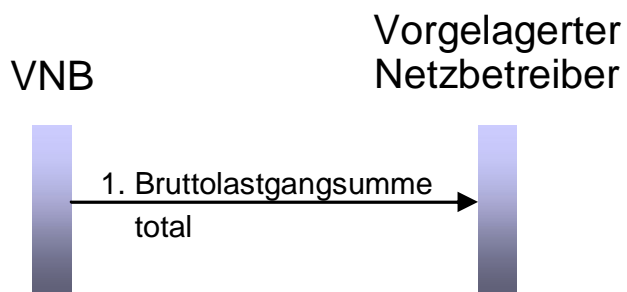 VNB
Vorgelagerter
Netzbetreiber
1. Bruttolastgangsumme
total